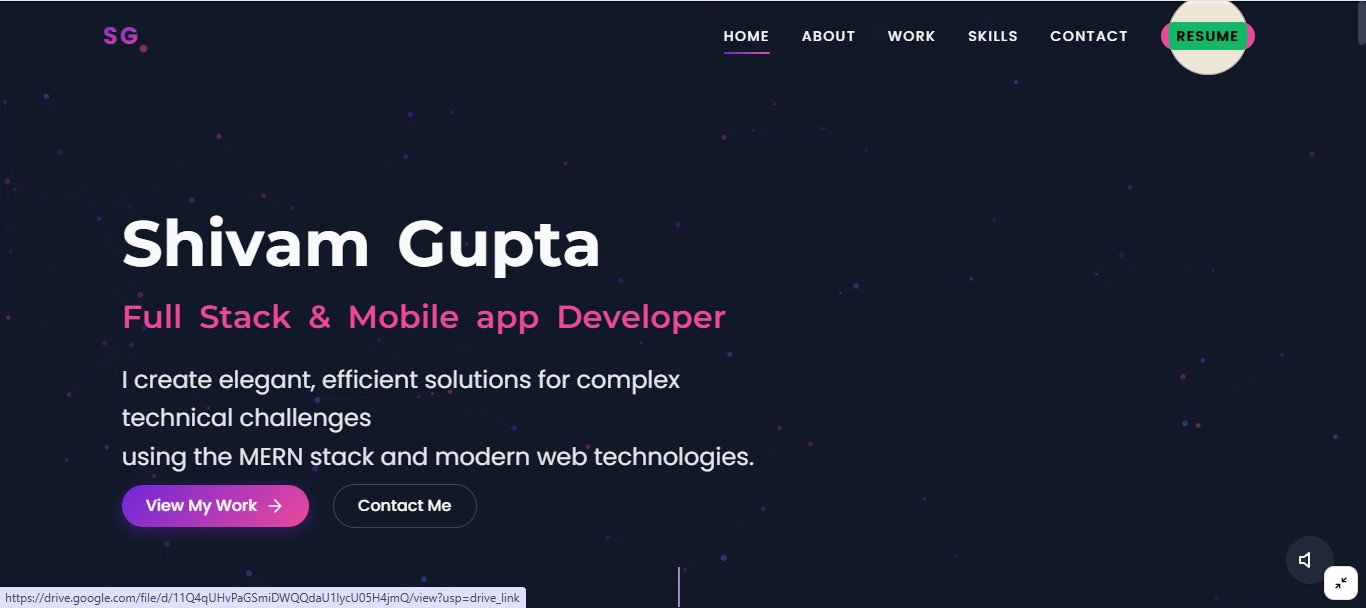 SG.
HOME ABOUT WORK SKILLS CONTACT RESUME
Shivam Gupta
Full Stack & Mobile app Developer
I create elegant, efficient solutions for complex
technical challenges
using the MERN stack and modern web technologies.
View My Work → Contact Me
https://drive.google.com/file/d/11Q4qUHvPaGSmiDWQQdaU1lycU05H4jmQ/view?usp=drive_link